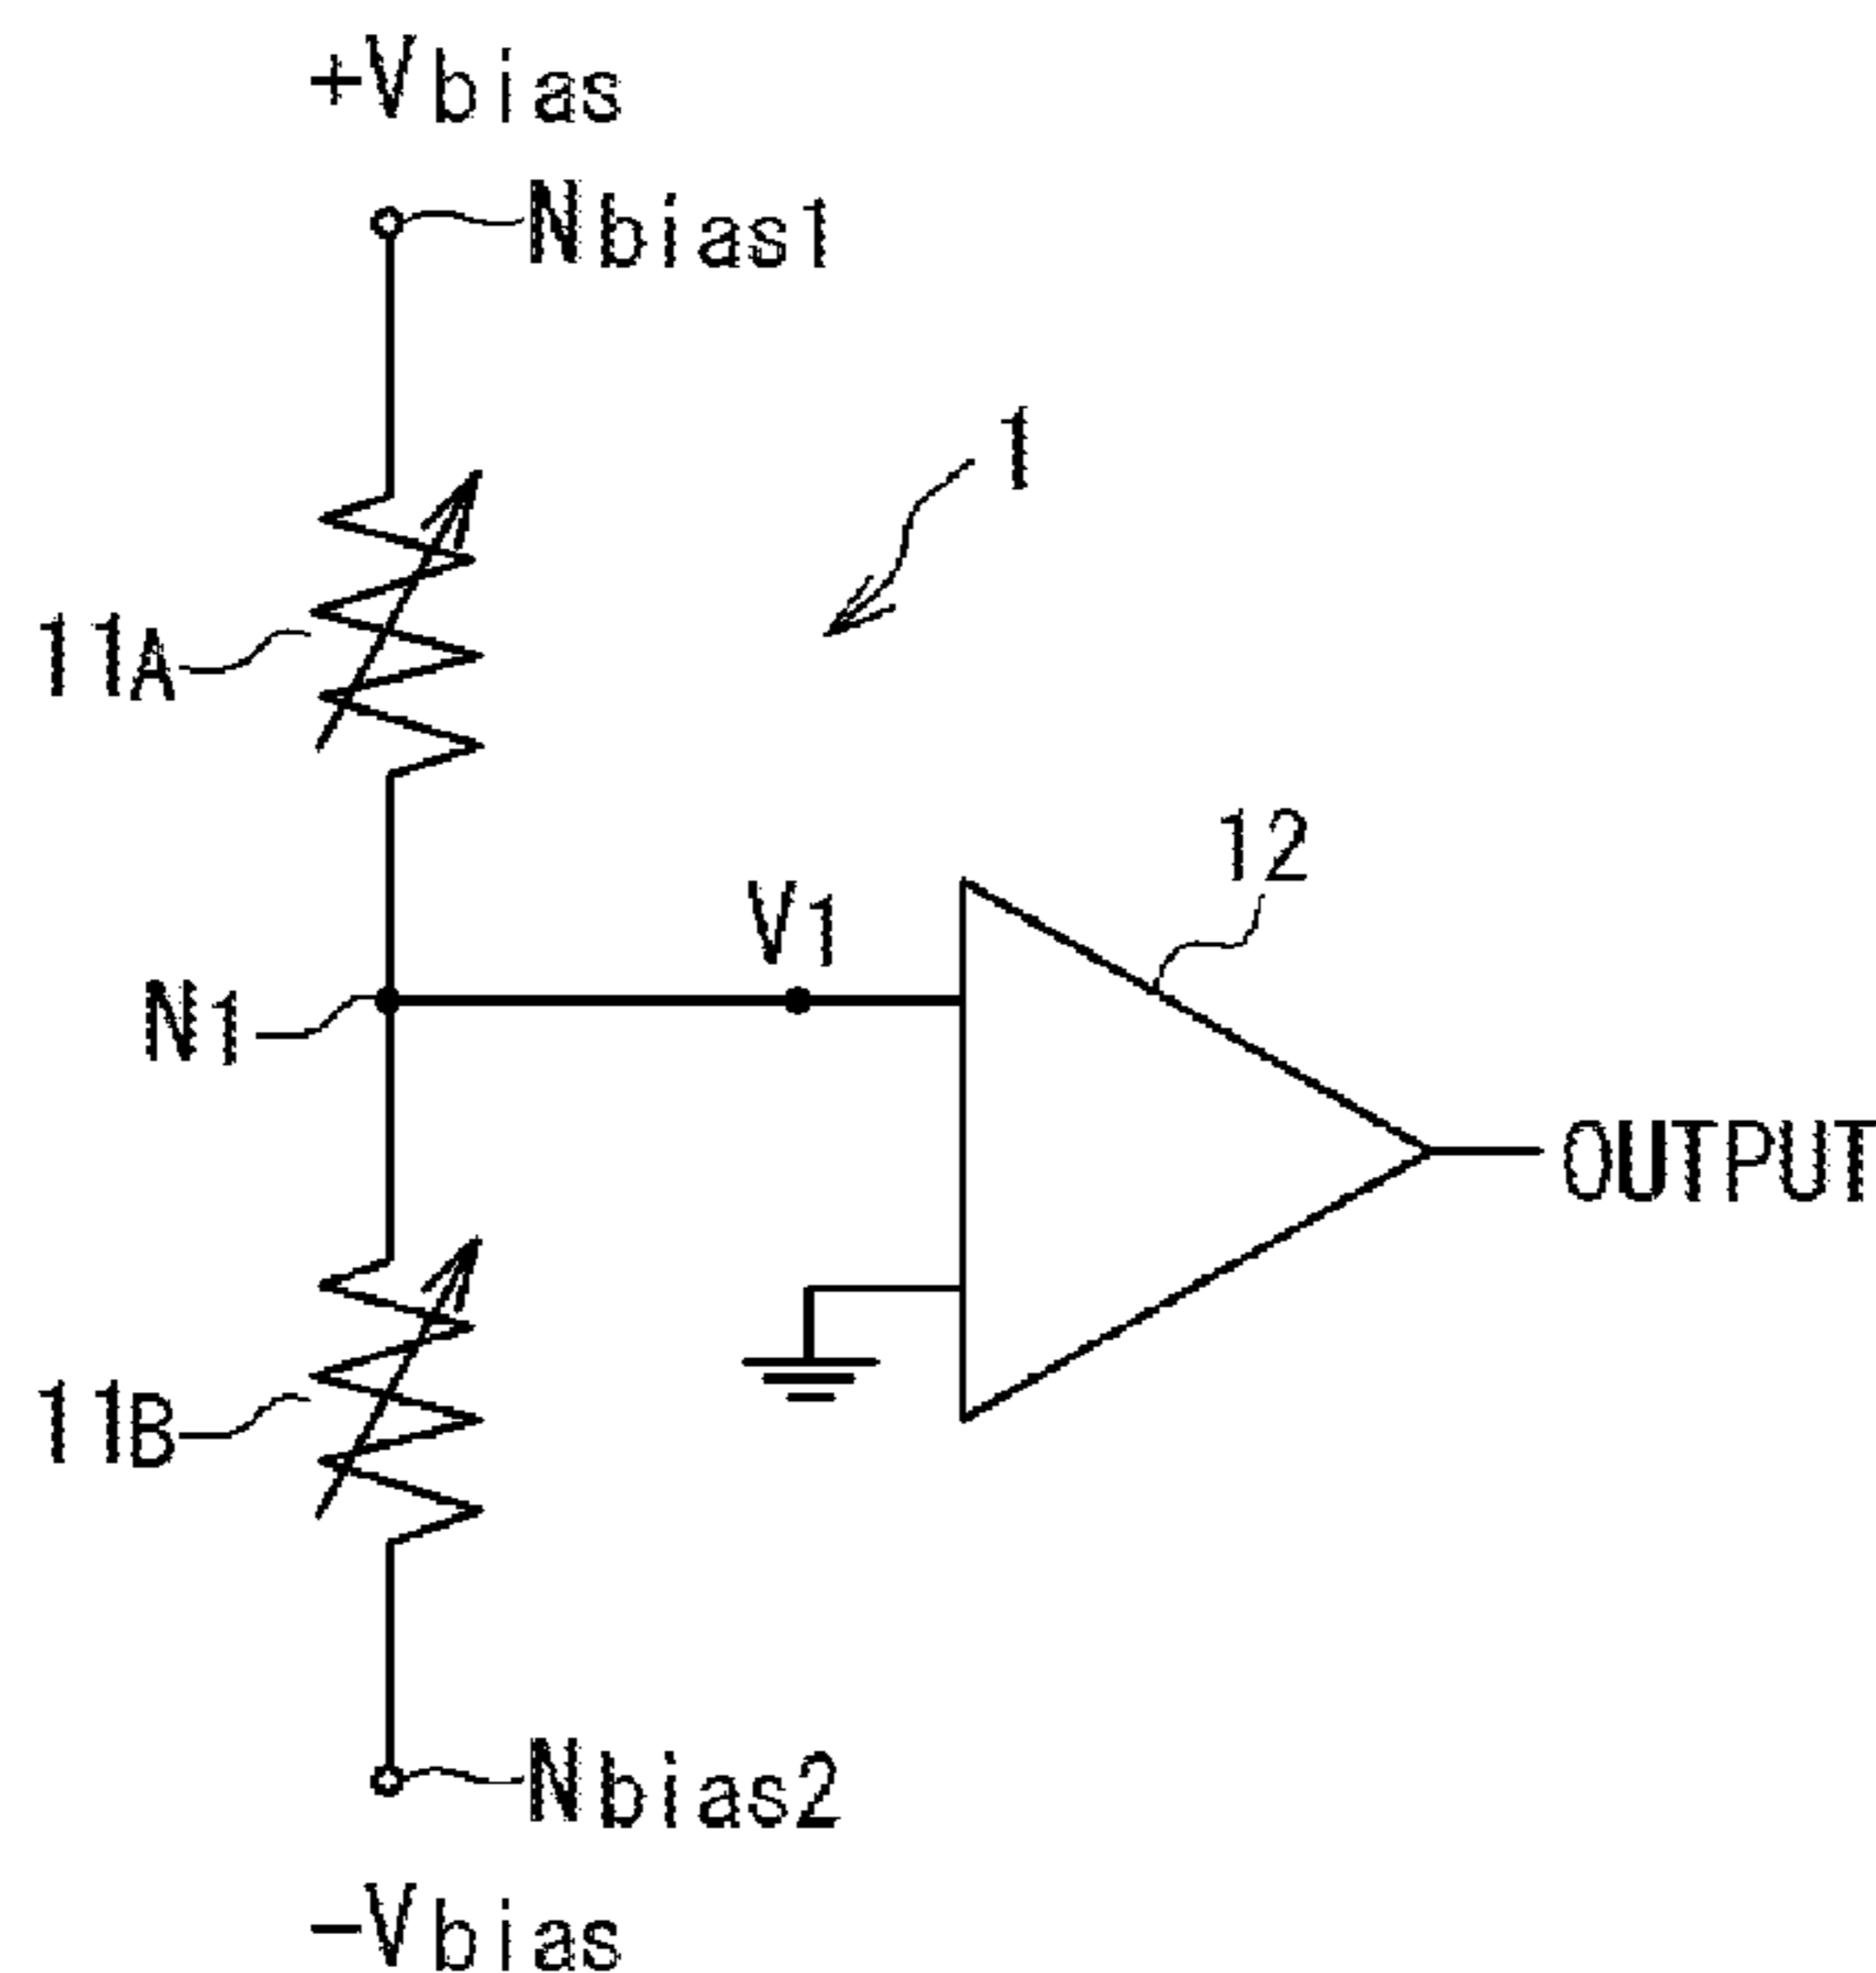 +Vbias
Nbias1
1
11A
12
V1
N1
OUTPUT
11B
Nbias2
-Vbias